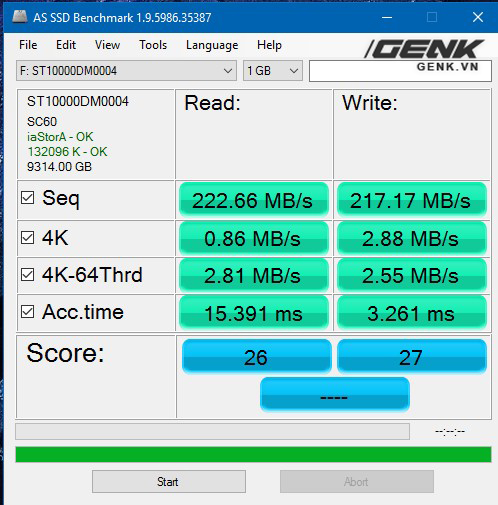 AS SSD Benchmark 1.9.5986.35387
File Edit View Tools Language Help
GENK
GENK.VN
F: ST10000DM0004 1 GB
ST10000DM0004 Read: Write:
SC60
iaStorA - OK
132096 K - OK
9314.00 GB
Seq 222.66 MB/s 217.17 MB/s
4K 0.86 MB/s 2.88 MB/s
4K-64Thrd 2.81 MB/s 2.55 MB/s
Acc.time 15.391 ms 3.261 ms
Score: 26 27
----
--:--:--
Start Abort